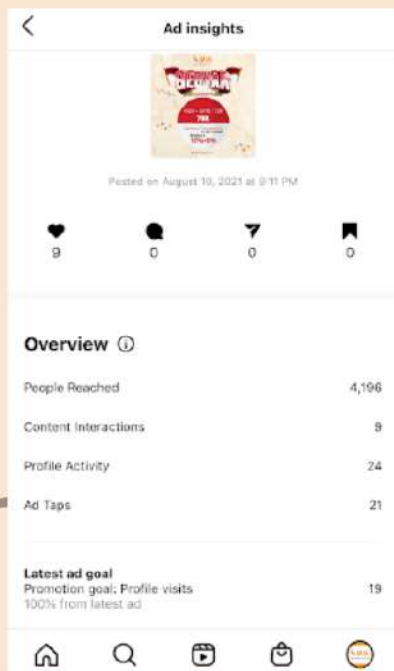 Ad insights
Posted on August 10, 2021 at 9:11 PM
9 0 0 0
Overview
People Reached 4,196
Content Interactions 9
Profile Activity 24
Ad Taps 21
Latest ad goal
Promotion goal: Profile visits 19
100% from latest ad